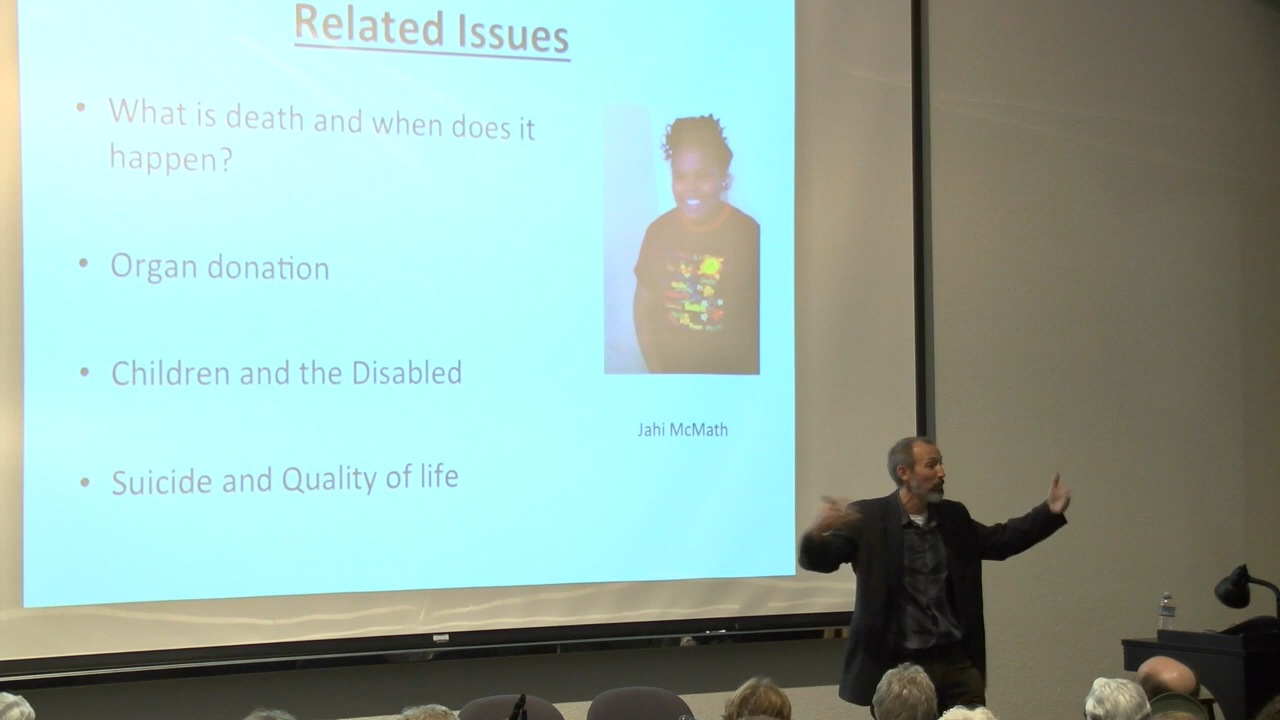 Related Issues
• What is death and when does it
happen?
• Organ donation
• Children and the Disabled
• Suicide and Quality of life
Jahi McMath